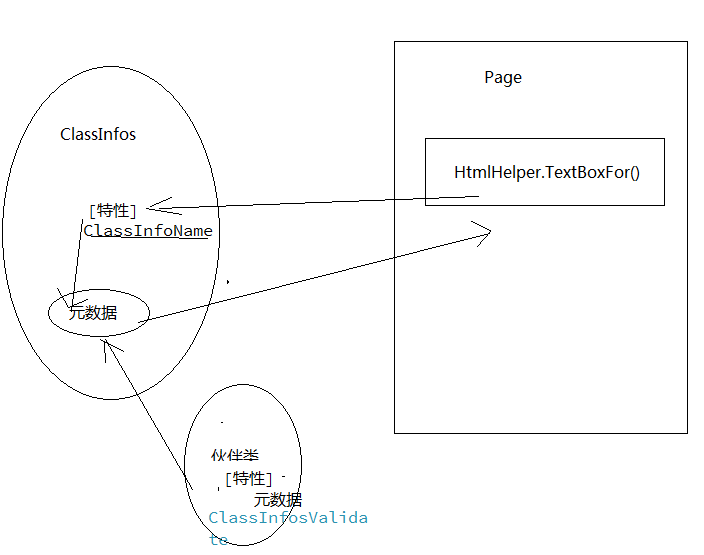 Page
ClassInfos
HtmlHelper.TextBoxFor()
[特性]
ClassInfoName
元数据
伙伴类
[特性]
元数据
ClassInfosValida
te